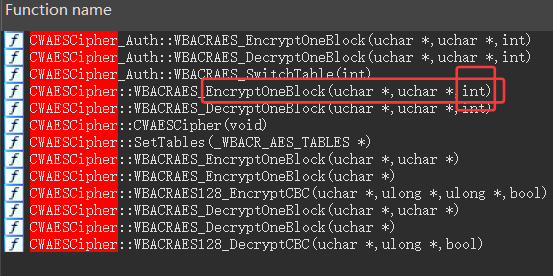 Function name
CWAESCipher_Auth::WBACRAES_EncryptOneBlock(uchar *,uchar *,int)
CWAESCipher_Auth::WBACRAES_DecryptOneBlock(uchar *,uchar *,int)
CWAESCipher_Auth::WBACRAES_SwitchTable(int)
CWAESCipher::WBACRAES_EncryptOneBlock(uchar *,uchar *,int)
CWAESCipher::WBACRAES_DecryptOneBlock(uchar *,uchar *,int)
CWAESCipher::CWAESCipher(void)
CWAESCipher::SetTables(_WBACR_AES_TABLES *)
CWAESCipher::WBACRAES_EncryptOneBlock(uchar *,uchar *)
CWAESCipher::WBACRAES_EncryptOneBlock(uchar *)
CWAESCipher::WBACRAES128_EncryptCBC(uchar *,ulong *,ulong *,bool)
CWAESCipher::WBACRAES_DecryptOneBlock(uchar *,uchar *)
CWAESCipher::WBACRAES_DecryptOneBlock(uchar *)
CWAESCipher::WBACRAES128_DecryptCBC(uchar *,ulong *,bool)